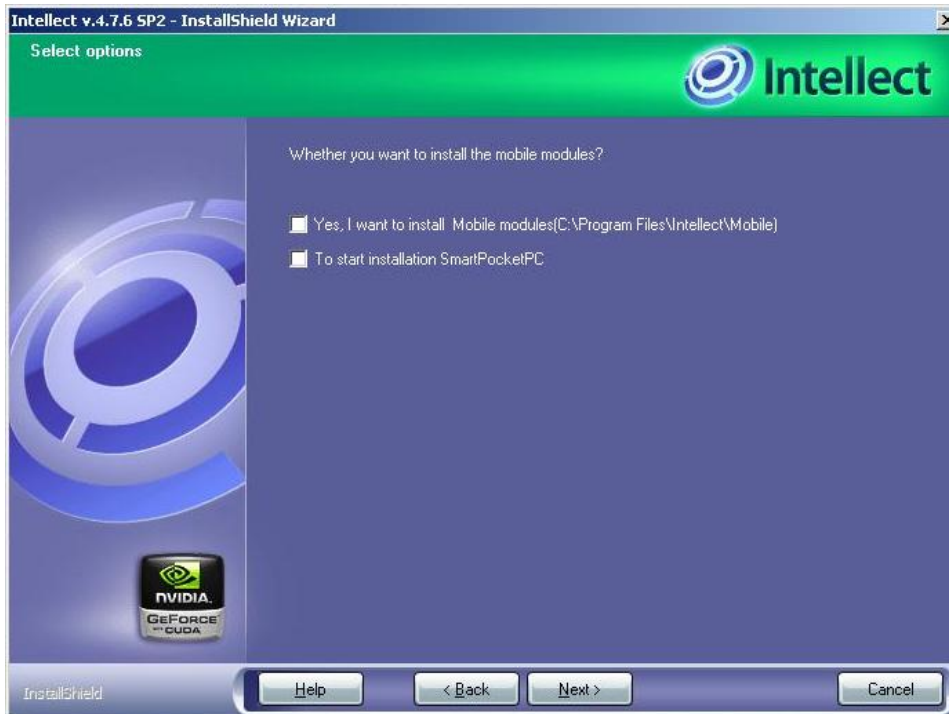 Intellect v.4.7.6 SP2 - InstallShield Wizard
Select options
Intellect
Whether you want to install the mobile modules?
Yes, I want to install  Mobile modules(C:\Program Files\Intellect\Mobile)
To start installation SmartPocketPC
NVIDIA.
GEFORCE
WITH CUDA
InstallShield
Help
< Back
Next >
Cancel